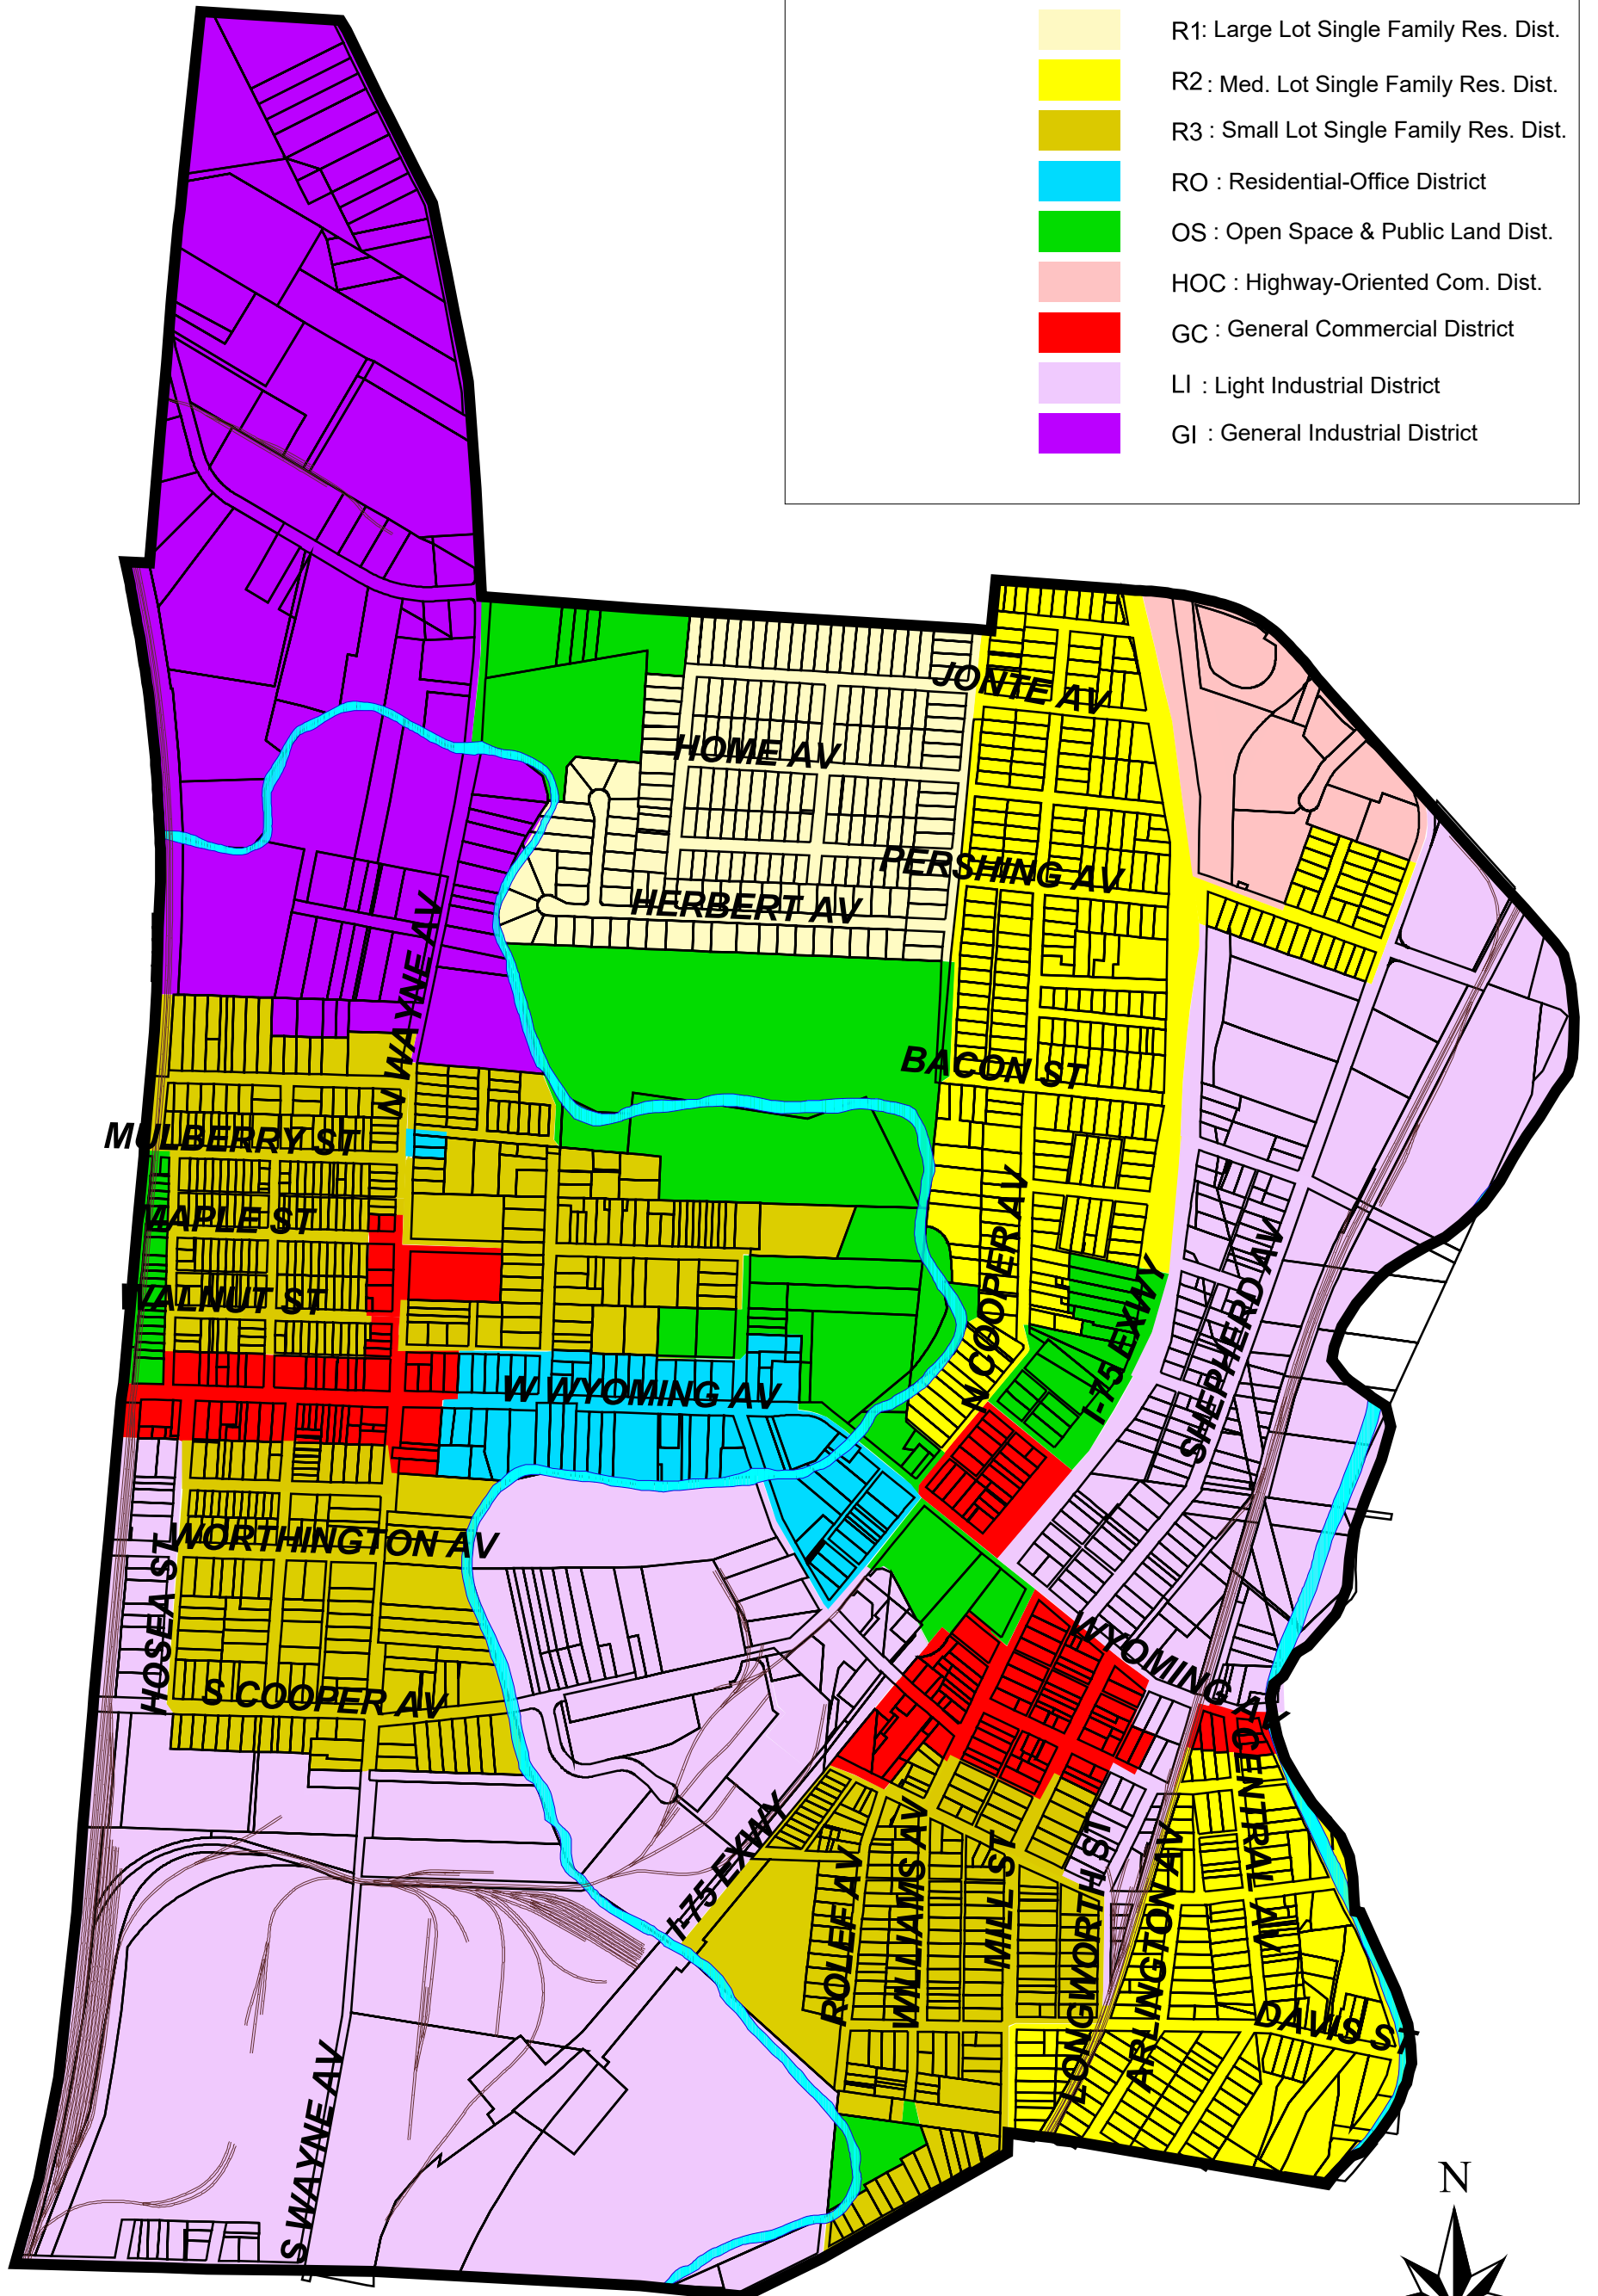 R1: Large Lot Single Family Res. Dist.
R2 : Med. Lot Single Family Res. Dist.
R3 : Small Lot Single Family Res. Dist.
RO : Residential-Office District
OS : Open Space & Public Land Dist.
HOC : Highway-Oriented Com. Dist.
GC : General Commercial District
LI : Light Industrial District
GI : General Industrial District
JONTE AV
HOME AV
PERSHING AV
HERBERT AV
N WAYNE AV
BACON ST
MULBERRY ST
MAPLE ST
N COOPER AV
WALNUT ST
I-75 EXWY
SHEPHERD AV
W WYOMING AV
WORTHINGTON AV
HOSEA ST
WYOMING AV
S COOPER AV
CENTRAL AV
I-75 EXWY
ROLEF AV
WILLIAMS AV
MILL ST
LONGWORTH ST
ARLINGTON AV
DAVIS ST
S WAYNE AV
N